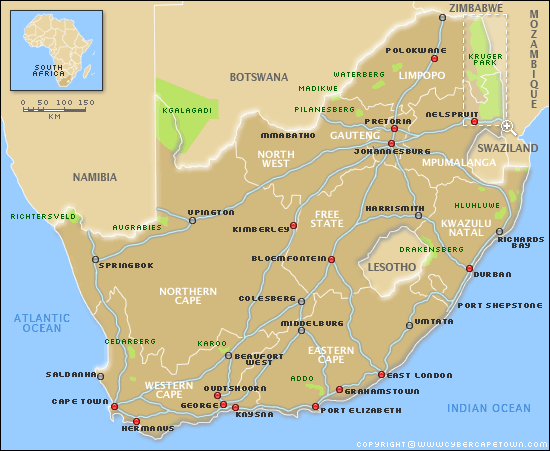 ZIMBABWE
MOZAMBIQUE
SOUTH
AFRICA
0 50 100 150
KM
POLOKWANE
KRUGER
PARK
BOTSWANA
WATERBERG
LIMPOPO
MADIKWE
KGALAGADI
PILANESBERG
NELSPRUIT
PRETORIA
MMABATHO
GAUTENG
JOHANNESBURG
SWAZILAND
NORTH
WEST
MPUMALANGA
NAMIBIA
HLUHLUWE
RICHTERSVELD
UPINGTON
HARRISMITH
AUGRABIES
FREE
STATE
KIMBERLEY
KWAZULU
NATAL
RICHARDS
BAY
DRAKENSBERG
BLOEMFONTEIN
SPRINGBOK
LESOTHO
DURBAN
NORTHERN
CAPE
COLESBERG
PORT SHEPSTONE
ATLANTIC
OCEAN
MIDDELBURG
UMTATA
CEDARBERG
KAROO
EASTERN
CAPE
BEAUFORT
WEST
SALDANHA
EAST LONDON
WESTERN
CAPE
OUDTSHOORN
ADDO
GRAHAMSTOWN
CAPE TOWN
GEORGE
KNYSNA
PORT ELIZABETH
INDIAN OCEAN
HERMANUS
COPYRIGHT © WWW.CYBERCAPETOWN.COM